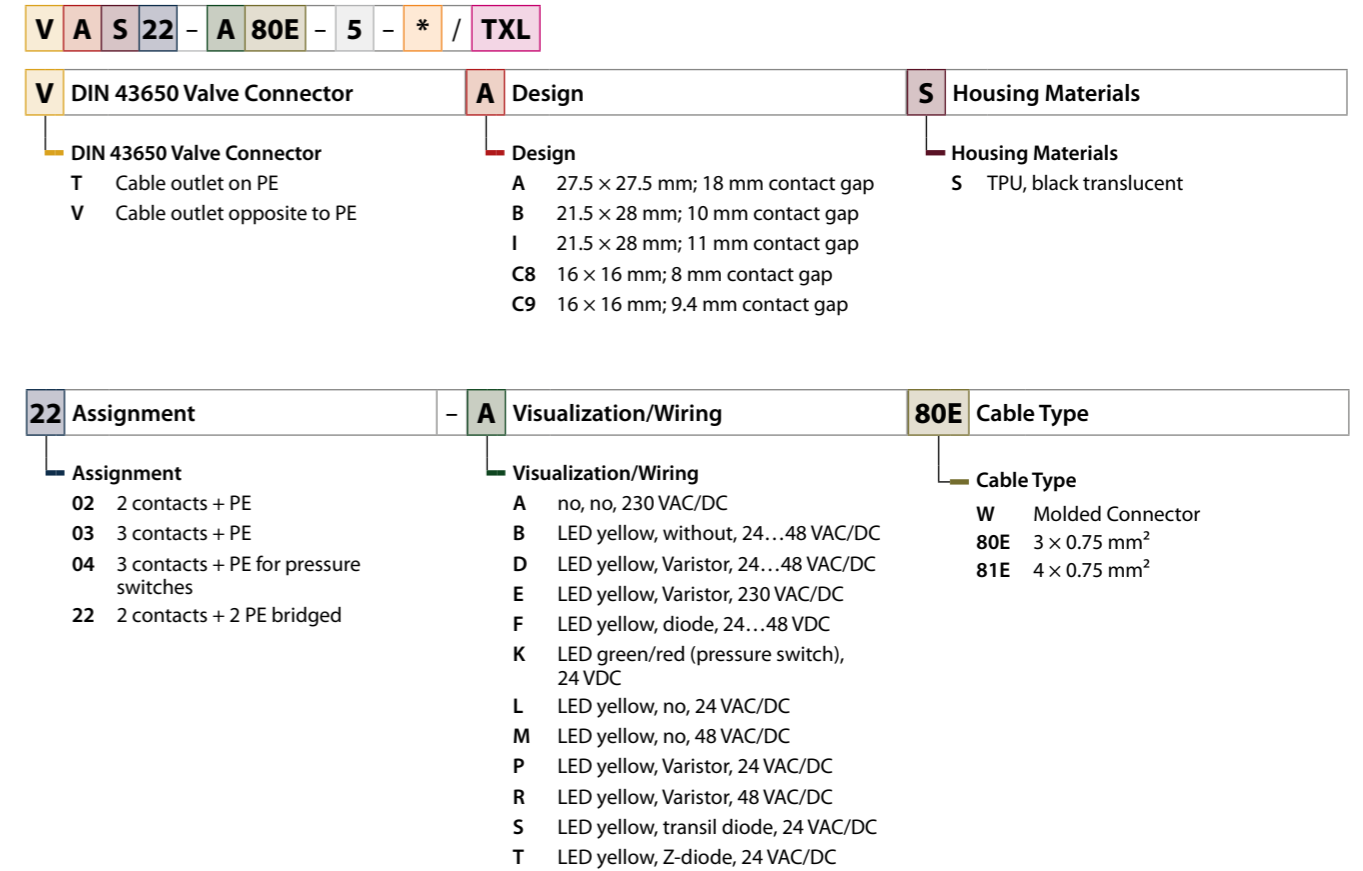 V A S 22 – A 80E – 5 – * / TXL
V DIN 43650 Valve Connector
A Design
S Housing Materials
DIN 43650 Valve Connector
T Cable outlet on PE
V Cable outlet opposite to PE
Design
A 27.5 × 27.5 mm; 18 mm contact gap
B 21.5 × 28 mm; 10 mm contact gap
I 21.5 × 28 mm; 11 mm contact gap
C8 16 × 16 mm; 8 mm contact gap
C9 16 × 16 mm; 9.4 mm contact gap
Housing Materials
S TPU, black translucent
22 Assignment
– A Visualization/Wiring
80E Cable Type
Assignment
02 2 contacts + PE
03 3 contacts + PE
04 3 contacts + PE for pressure
switches
22 2 contacts + 2 PE bridged
Visualization/Wiring
A no, no, 230 VAC/DC
B LED yellow, without, 24…48 VAC/DC
D LED yellow, Varistor, 24…48 VAC/DC
E LED yellow, Varistor, 230 VAC/DC
F LED yellow, diode, 24…48 VDC
K LED green/red (pressure switch),
24 VDC
L LED yellow, no, 24 VAC/DC
M LED yellow, no, 48 VAC/DC
P LED yellow, Varistor, 24 VAC/DC
R LED yellow, Varistor, 48 VAC/DC
S LED yellow, transil diode, 24 VAC/DC
T LED yellow, Z-diode, 24 VAC/DC
Cable Type
W Molded Connector
80E 3 × 0.75 mm²
81E 4 × 0.75 mm²